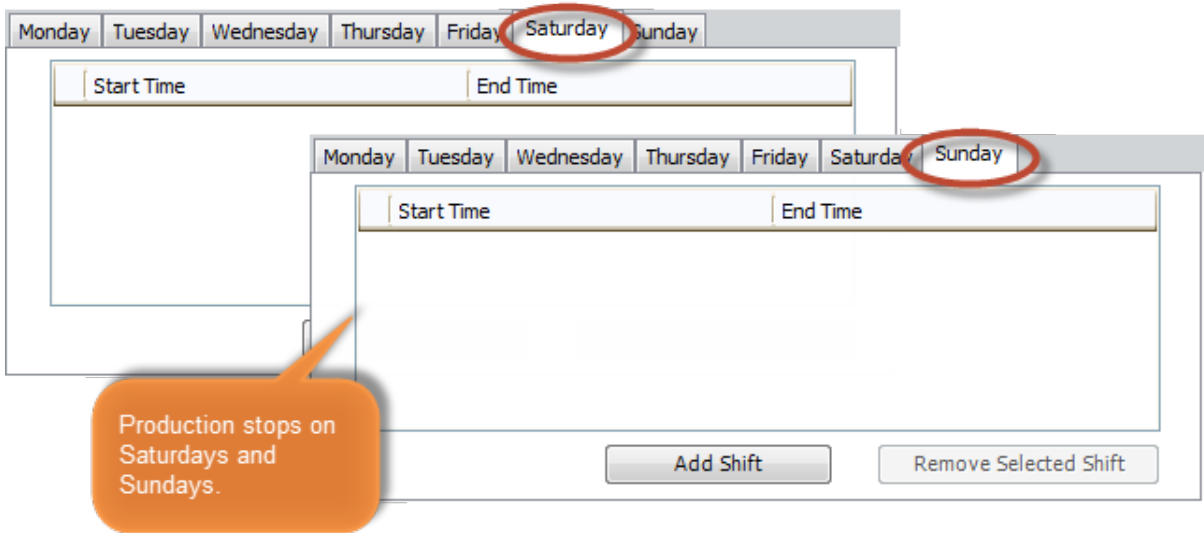 Monday Tuesday Wednesday Thursday Friday Saturday Sunday
Start Time End Time
Monday Tuesday Wednesday Thursday Friday Saturday Sunday
Start Time End Time
Production stops on
Saturdays and
Sundays.
Add Shift Remove Selected Shift